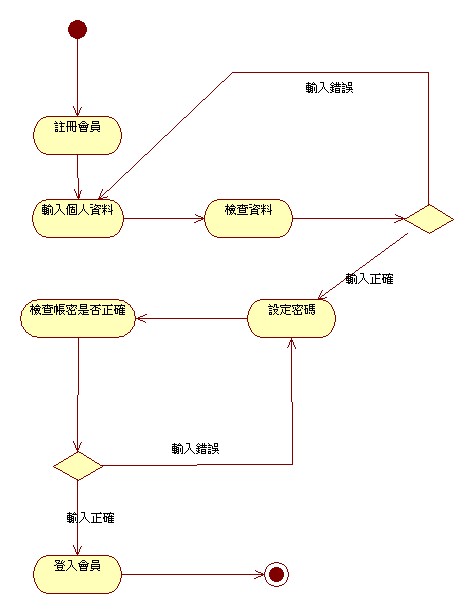 註冊會員
輸入錯誤
輸入個人資料
檢查資料
輸入正確
檢查帳密是否正確
設定密碼
輸入錯誤
輸入正確
登入會員